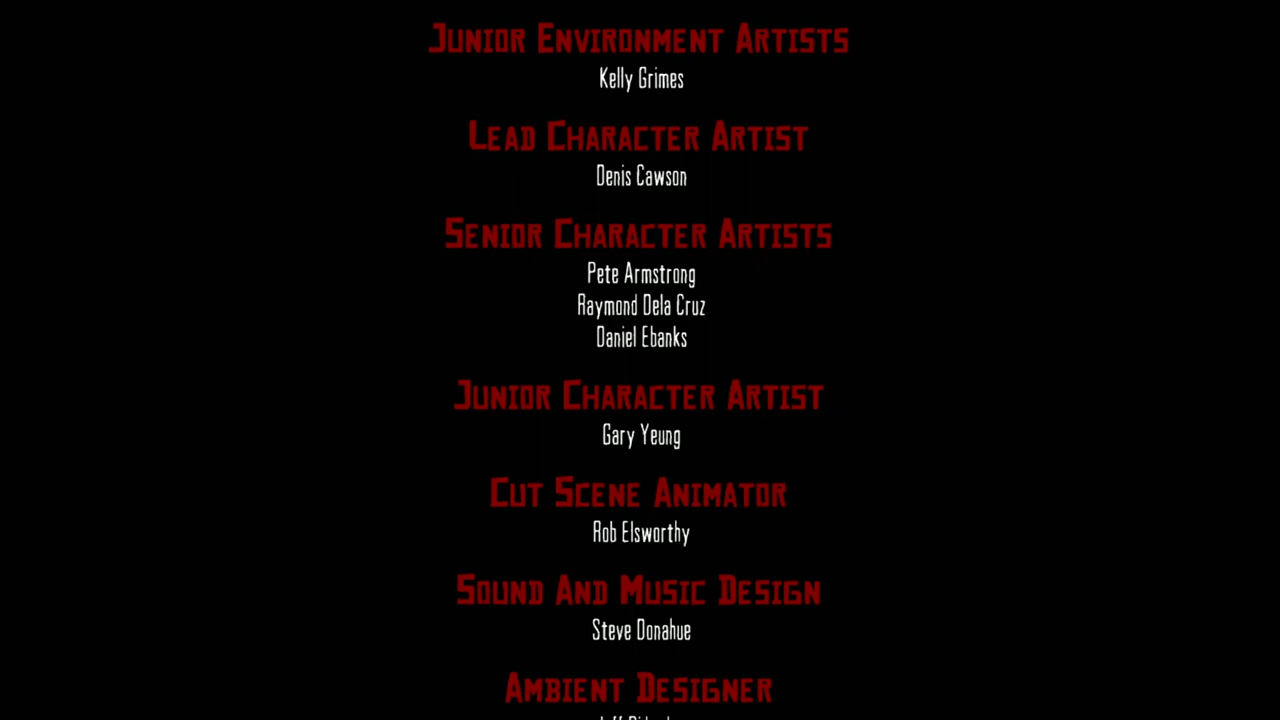 Junior Environment Artists
Kelly Grimes
Lead Character Artist
Denis Cawson
Senior Character Artists
Pete Armstrong
Raymond Dela Cruz
Daniel Ebanks
Junior Character Artist
Gary Yeung
Cut Scene Animator
Rob Elsworthy
Sound And Music Design
Steve Donahue
Ambient Designer